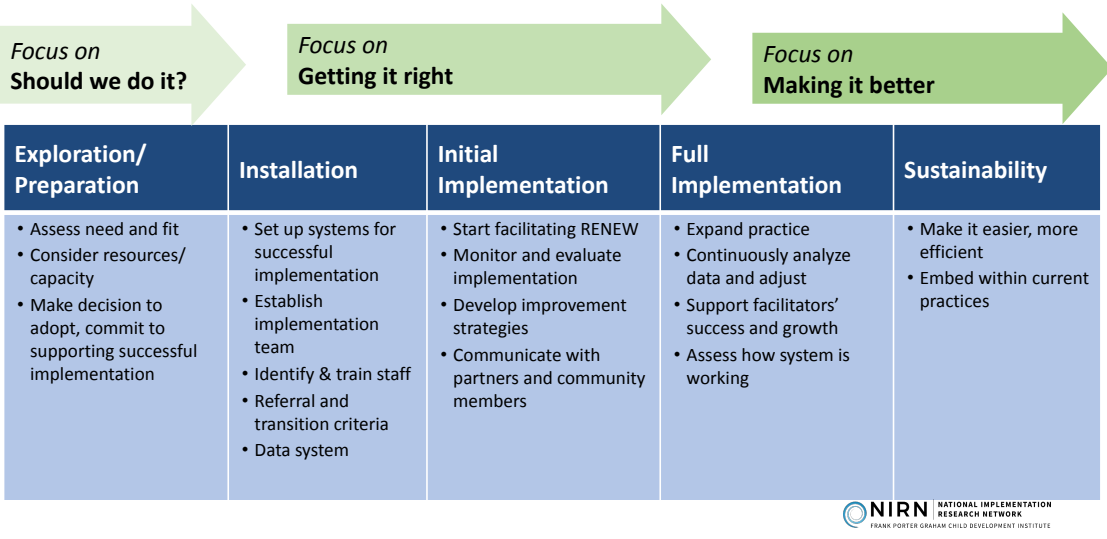 Focus on
Should we do it?
Focus on
Getting it right
Focus on
Making it better
Exploration/
Preparation
Installation
Initial
Implementation
Full
Implementation
Sustainability
• Assess need and fit
• Consider resources/
capacity
• Make decision to
adopt, commit to
supporting successful
implementation
• Set up systems for
successful
implementation
• Establish
implementation
team
• Identify & train staff
• Referral and
transition criteria
• Data system
• Start facilitating RENEW
• Monitor and evaluate
implementation
• Develop improvement
strategies
• Communicate with
partners and community
members
• Expand practice
• Continuously analyze
data and adjust
• Support facilitators’
success and growth
• Assess how system is
working
• Make it easier, more
efficient
• Embed within current
practices
NIRN
NATIONAL IMPLEMENTATION
RESEARCH NETWORK
FRANK PORTER GRAHAM CHILD DEVELOPMENT INSTITUTE